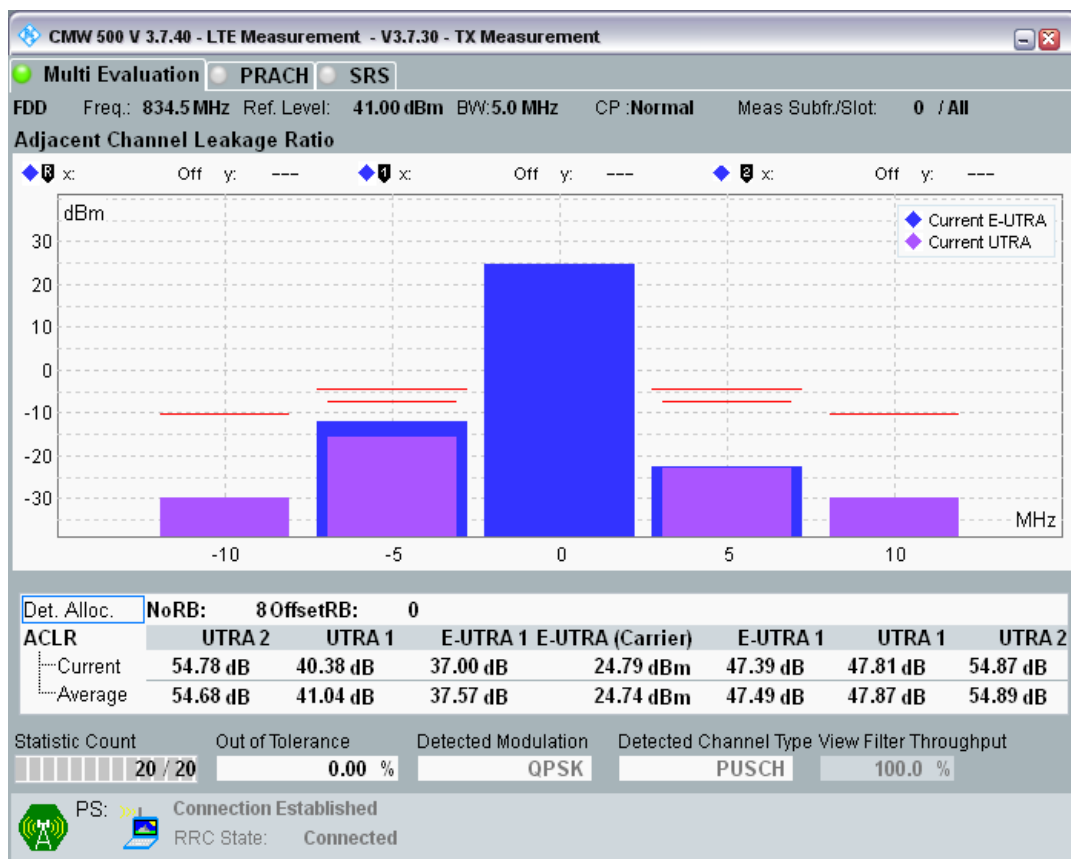 CMW 500 V 3.7.40 - LTE Measurement - V3.7.30 - TX Measurement
Multi Evaluation PRACH SRS
FDD Freq.: 834.5 MHz Ref. Level: 41.00 dBm BW:5.0 MHz CP :Normal Meas Subfr./Slot: 0 / All
Adjacent Channel Leakage Ratio
R x: Off y: --- 1 x: Off y: --- 2 x: Off y: ---
dBm
Current E-UTRA
Current UTRA
30
20
10
0
-10
-20
-30
MHz
-10 -5 0 5 10
Det. Alloc. NoRB: 8 OffsetRB: 0
ACLR UTRA 2 UTRA 1 E-UTRA 1 E-UTRA (Carrier) E-UTRA 1 UTRA 1 UTRA 2
Current 54.78 dB 40.38 dB 37.00 dB 24.79 dBm 47.39 dB 47.81 dB 54.87 dB
Average 54.68 dB 41.04 dB 37.57 dB 24.74 dBm 47.49 dB 47.87 dB 54.89 dB
Statistic Count Out of Tolerance Detected Modulation Detected Channel Type View Filter Throughput
20 / 20 0.00 % QPSK PUSCH 100.0 %
PS: Connection Established
RRC State: Connected